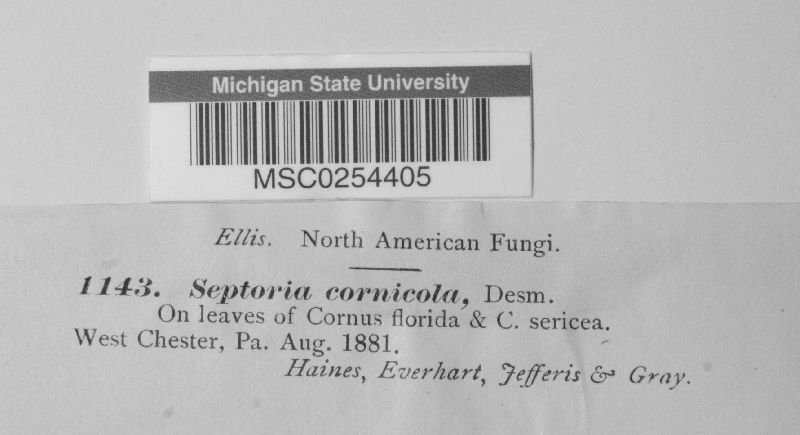 Michigan State University
MSC0254405
Ellis. North American Fungi.
1143. Septoria cornicola, Desm.
On leaves of Cornus florida & C. sericea.
West Chester, Pa. Aug. 1881.
Haines, Everhart, Jefferis & Gray.